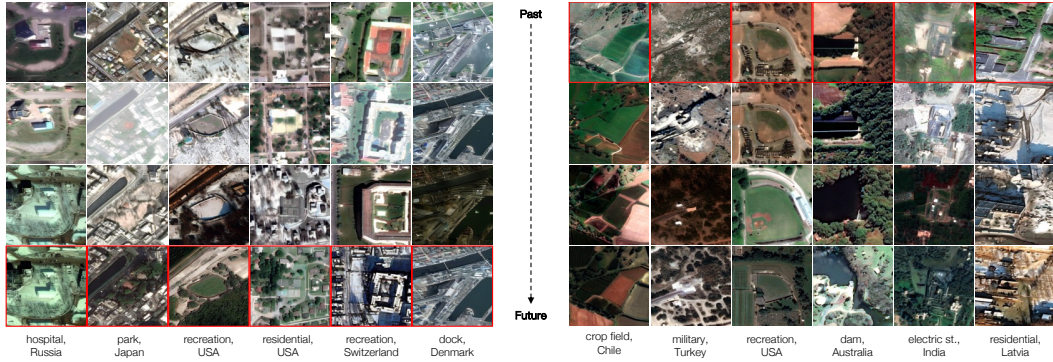 Past
Future
hospital,
Russia
park,
Japan
recreation,
USA
residential,
USA
recreation,
Switzerland
dock,
Denmark
crop field,
Chile
military,
Turkey
recreation,
USA
dam,
Australia
electric st.,
India
residential,
Latvia